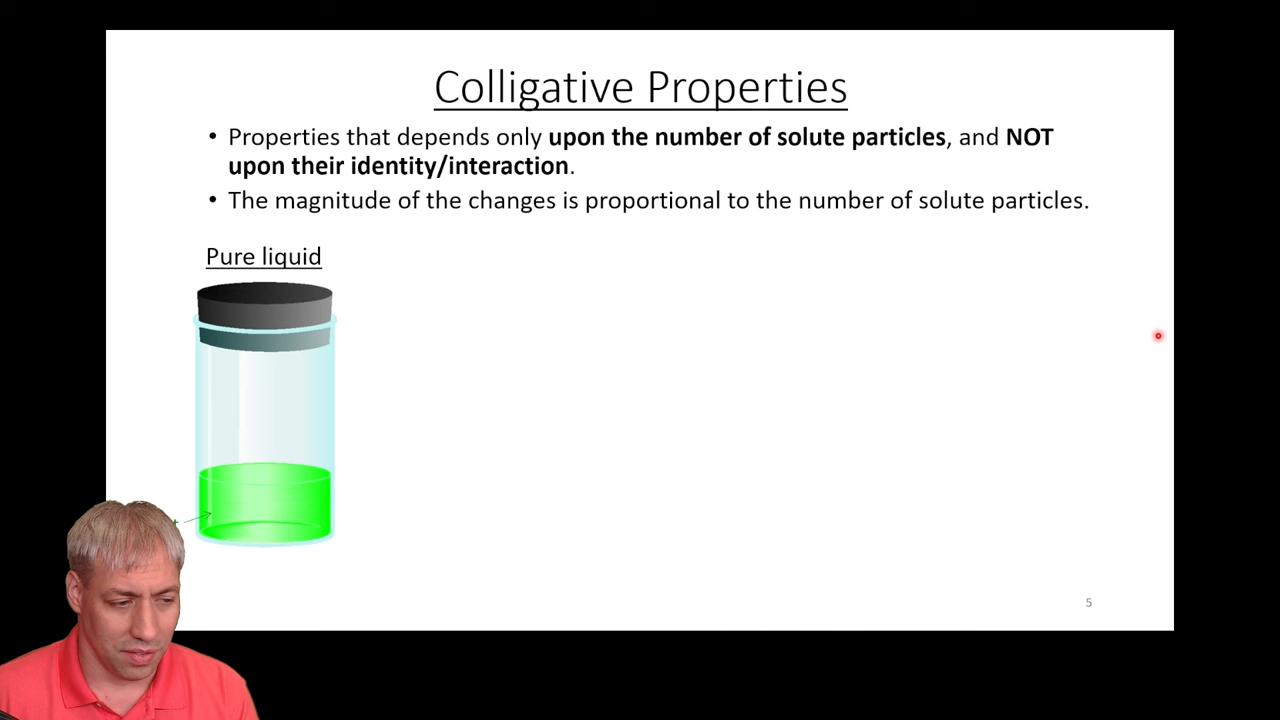 Colligative Properties
• Properties that depends only upon the number of solute particles, and NOT
upon their identity/interaction.
• The magnitude of the changes is proportional to the number of solute particles.
Pure liquid
5